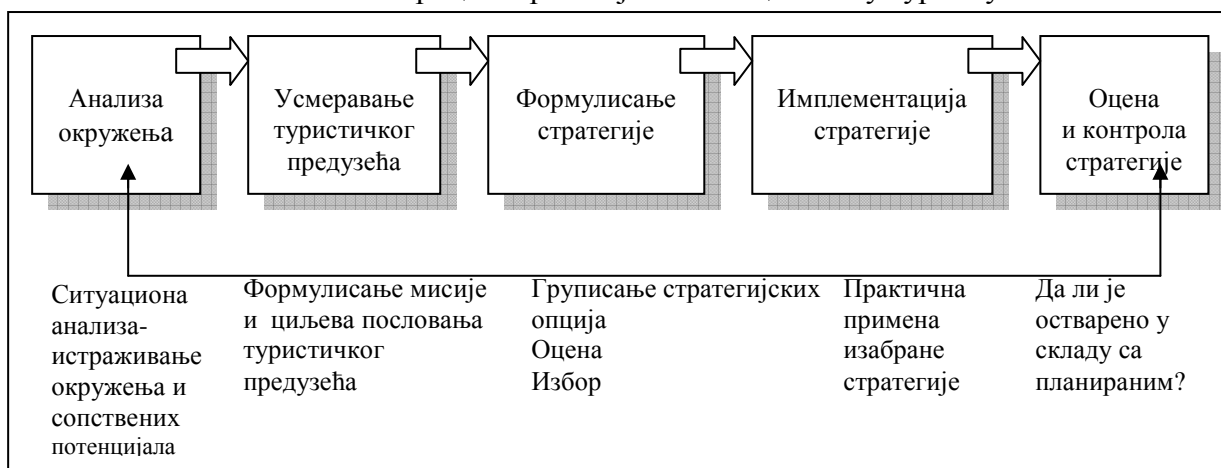 Анализа
окружења
Усмеравање
туристичког
предузећа
Формулисање
стратегије
Имплементација
стратегије
Оцена
и контрола
стратегије
Ситуациона
анализа-
истраживање
окружења и
сопствених
потенцијала
Формулисање мисије
и циљева пословања
туристичког
предузећа
Груписање стратегијских
опција
Оцена
Избор
Практична
примена
изабране
стратегије
Да ли је
остварено у
складу са
планираним?